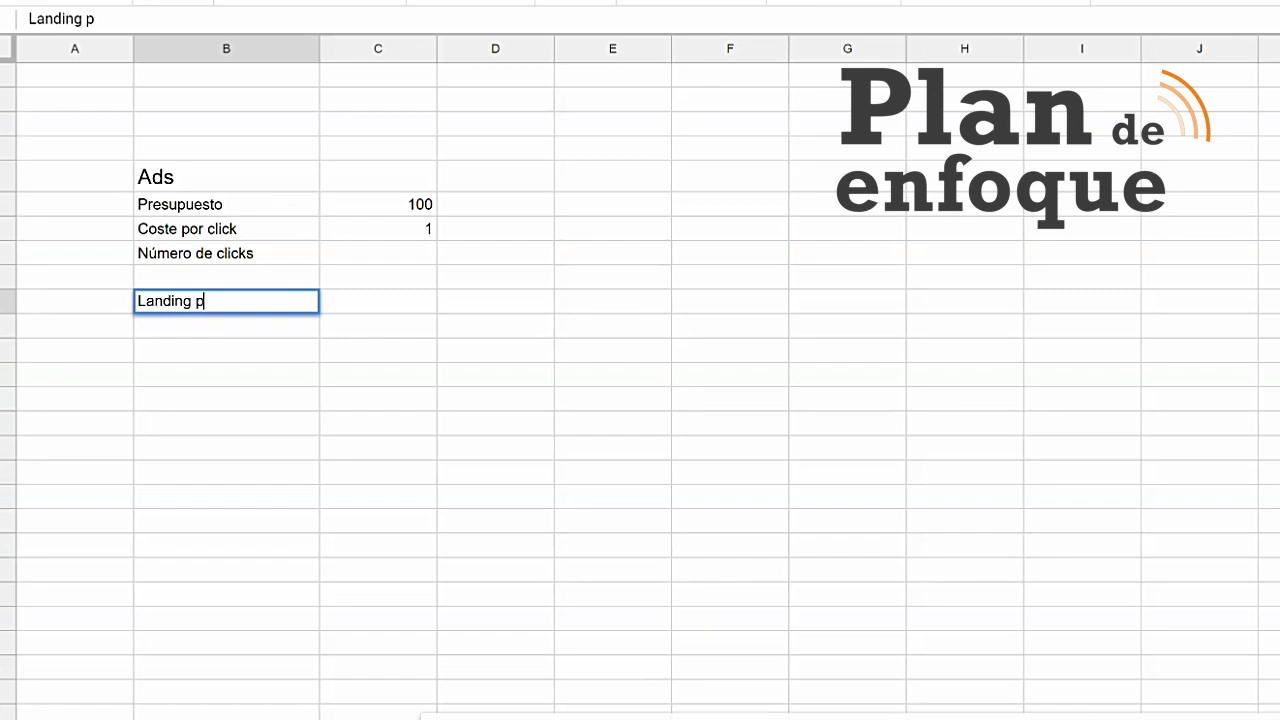 Landing p
A B C D E F G H I J
Plan de
enfoque
Ads
Presupuesto 100
Coste por click 1
Número de clicks
Landing p